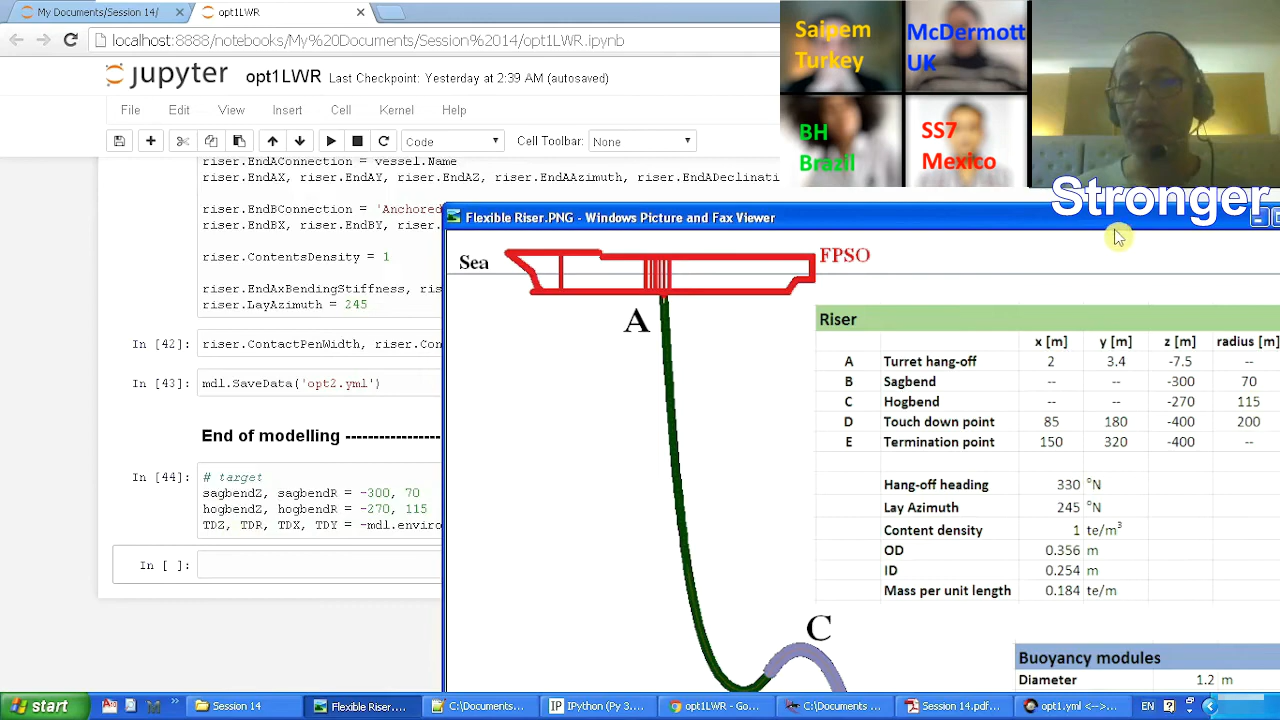 My Documents/Session 14/
opt1LWR
st:8888/
0Documents/Session%2014/opt1LWR.ipynb
jupyter opt1LWR Last Checkpoint: Yesterday at 2:39 AM (autosaved)
File Edit View Insert Cell Kernel Help
Code Cell Toolbar: None
riser.EndAConnection = vessel.Name
riser.EndAX, riser.EndAY, riser.EndAZ, riser.EndAAzimuth, riser.EndADeclinati
riser.EndBConnection = 'Anchored
riser.EndBX, riser.EndBY, riser.
riser.ContentsDensity = 1
riser.EndAxBendingStiffness, ris
riser.LayAzimuth = 245
In [42]: riser.ContactPenWidth, riser.Con
In [43]: mdl.SaveData('opt2.yml')
End of modelling
In [44]: # target
sagbendZ, sagbendR = -300, 70
hogbendZ, hogbendR = -270, 115
TDZ, TDR, TDX, TDY = -mdl.enviro
In [ ]:
Saipem
Turkey
McDermott
UK
BH
Brazil
SS7
Mexico
Stronger
Flexible Riser.PNG - Windows Picture and Fax Viewer
Sea
FPSO
A
C
Riser
x [m] y [m] z [m] radius [m]
A Turret hang-off 2 3.4 -7.5 --
B Sagbend -- -- -300 70
C Hogbend -- -- -270 115
D Touch down point 85 180 -400 200
E Termination point 150 320 -400 --
Hang-off heading 330 °N
Lay Azimuth 245 °N
Content density 1 te/m³
OD 0.356 m
ID 0.254 m
Mass per unit length 0.184 te/m
Buoyancy modules
Diameter 1.2 m
start
Session 14
Flexible Riser....
C:\Docum...
IPython (Py 3....
opt1LWR - Go...
C:\Documents ...
Session 14.pdf...
opt1.yml <-->...
EN